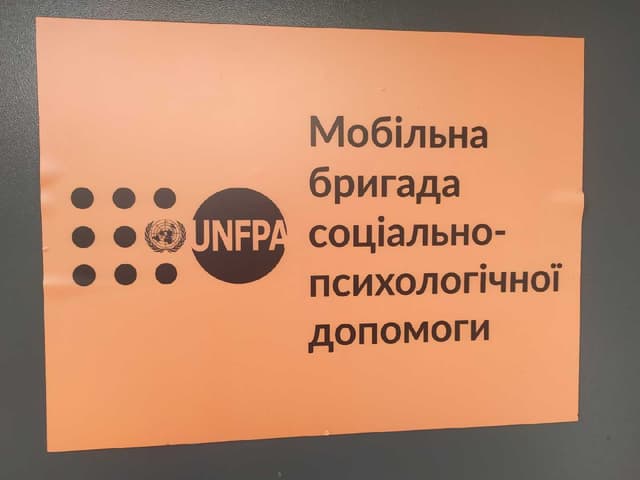 UNFPA
Мобільна
бригада
соціально-
психологічної
допомоги